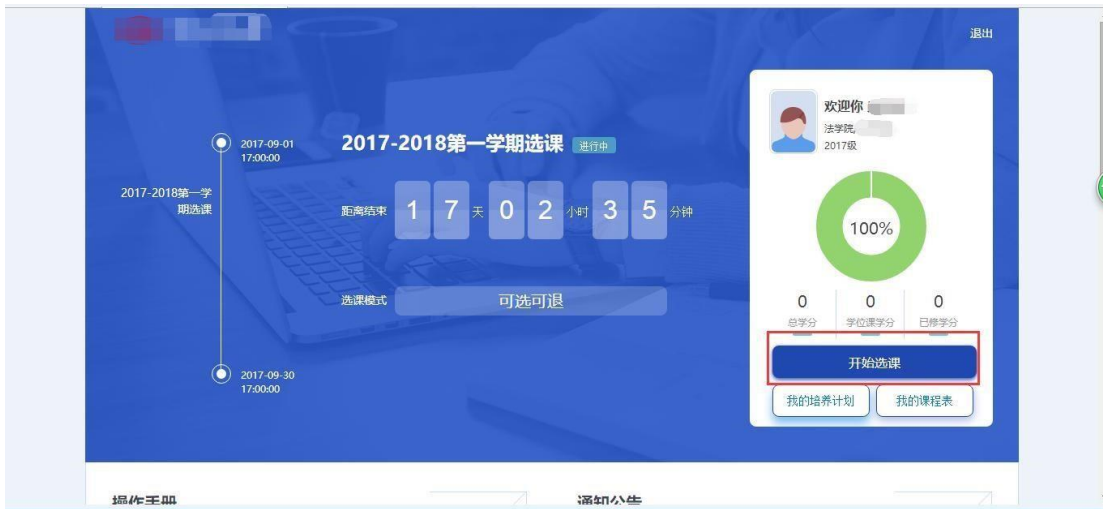 退出
欢迎你
法学院
2017级
2017-09-01
17:00:00
2017-2018第一学期选课 进行中
2017-2018第一学
期选课
距离结束 1 7 天 0 2 小时 3 5 分钟
100%
选课模式 可选可退
0 0 0
总学分 学位课学分 已修学分
开始选课
2017-09-30
17:00:00
我的培养计划 我的课程表
操作手册 通知公告